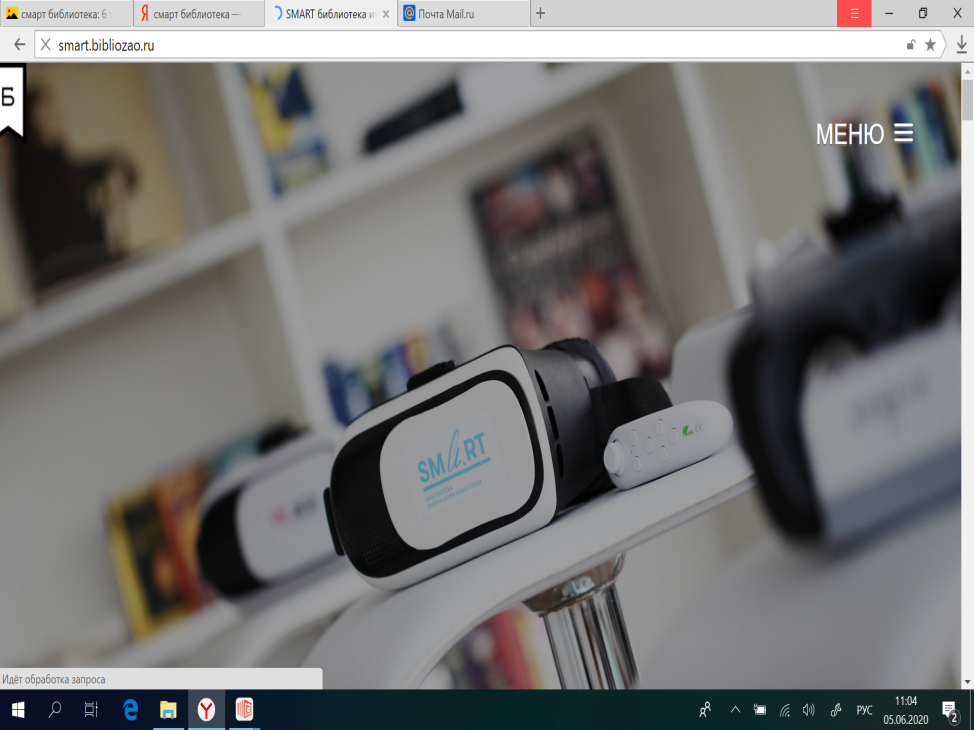 смарт библиотека: 6
смарт библиотека —
SMART библиотека и
Почта Mail.ru
smart.bibliozao.ru
Б
МЕНЮ
SMART
Идёт обработка запроса
РУС
11:04
05.06.2020
2